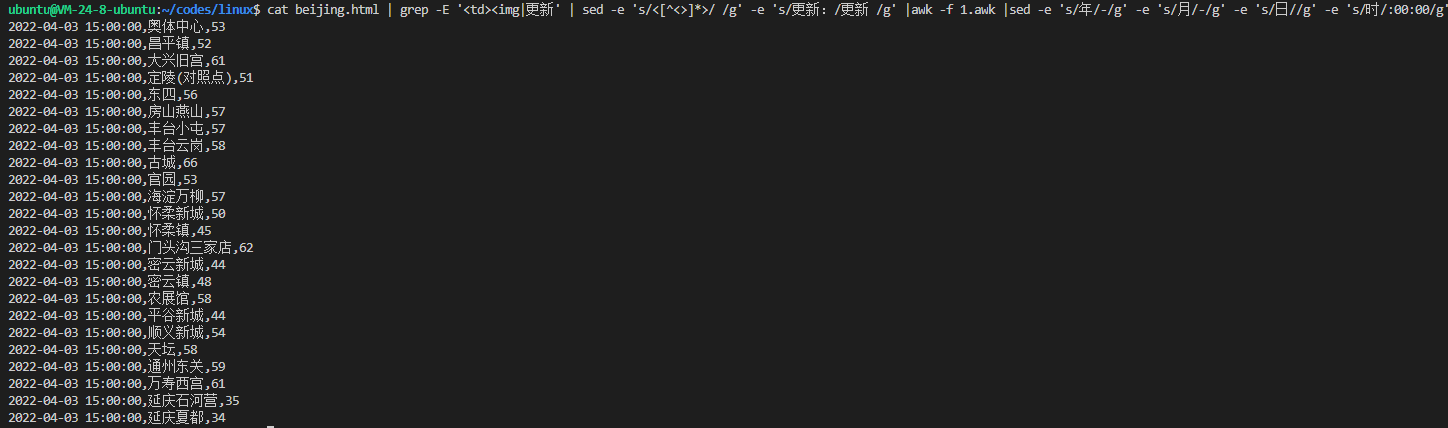 ubuntu@VM-24-8-ubuntu:~/codes/linux$ cat beijing.html | grep -E '<td><img|更新' | sed -e 's/<[^<>]*>/ /g' -e 's/更新：/更新 /g' |awk -f 1.awk |sed -e 's/年/-/g' -e 's/月/-/g' -e 's/日//g' -e 's/时/:00:00/g'
2022-04-03 15:00:00,奥体中心,53
2022-04-03 15:00:00,昌平镇,52
2022-04-03 15:00:00,大兴旧宫,61
2022-04-03 15:00:00,定陵(对照点),51
2022-04-03 15:00:00,东四,56
2022-04-03 15:00:00,房山燕山,57
2022-04-03 15:00:00,丰台小屯,57
2022-04-03 15:00:00,丰台云岗,58
2022-04-03 15:00:00,古城,66
2022-04-03 15:00:00,官园,53
2022-04-03 15:00:00,海淀万柳,57
2022-04-03 15:00:00,怀柔新城,50
2022-04-03 15:00:00,怀柔镇,45
2022-04-03 15:00:00,门头沟三家店,62
2022-04-03 15:00:00,密云新城,44
2022-04-03 15:00:00,密云镇,48
2022-04-03 15:00:00,农展馆,58
2022-04-03 15:00:00,平谷新城,44
2022-04-03 15:00:00,顺义新城,54
2022-04-03 15:00:00,天坛,58
2022-04-03 15:00:00,通州东关,59
2022-04-03 15:00:00,万寿西宫,61
2022-04-03 15:00:00,延庆石河营,35
2022-04-03 15:00:00,延庆夏都,34